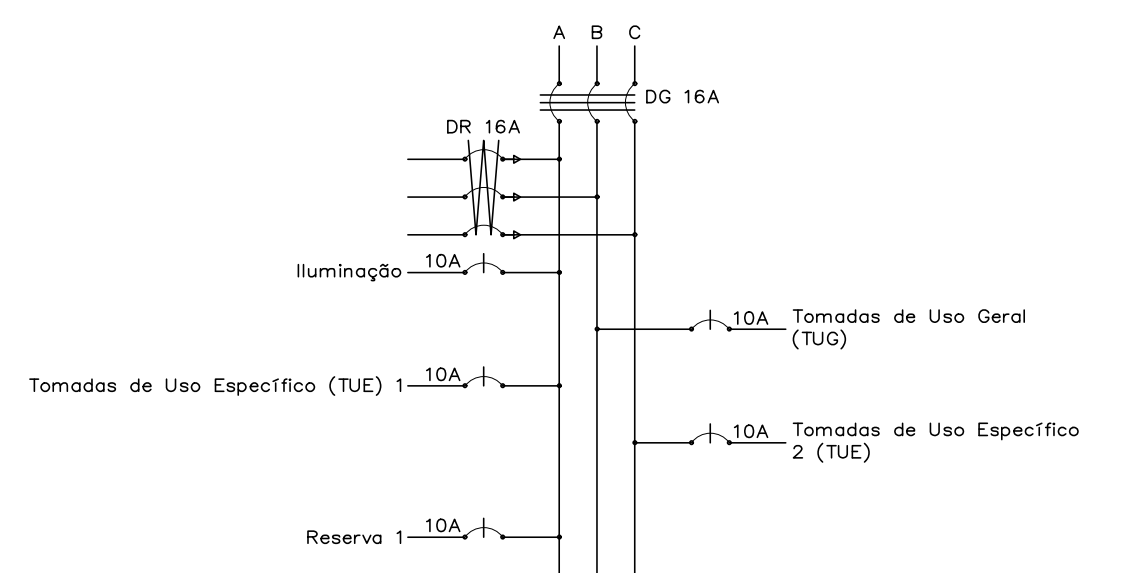 A B C
DG 16A
DR 16A
10A
Iluminação
10A Tomadas de Uso Geral
(TUG)
10A
Tomadas de Uso Específico (TUE) 1
10A Tomadas de Uso Específico
2 (TUE)
10A
Reserva 1